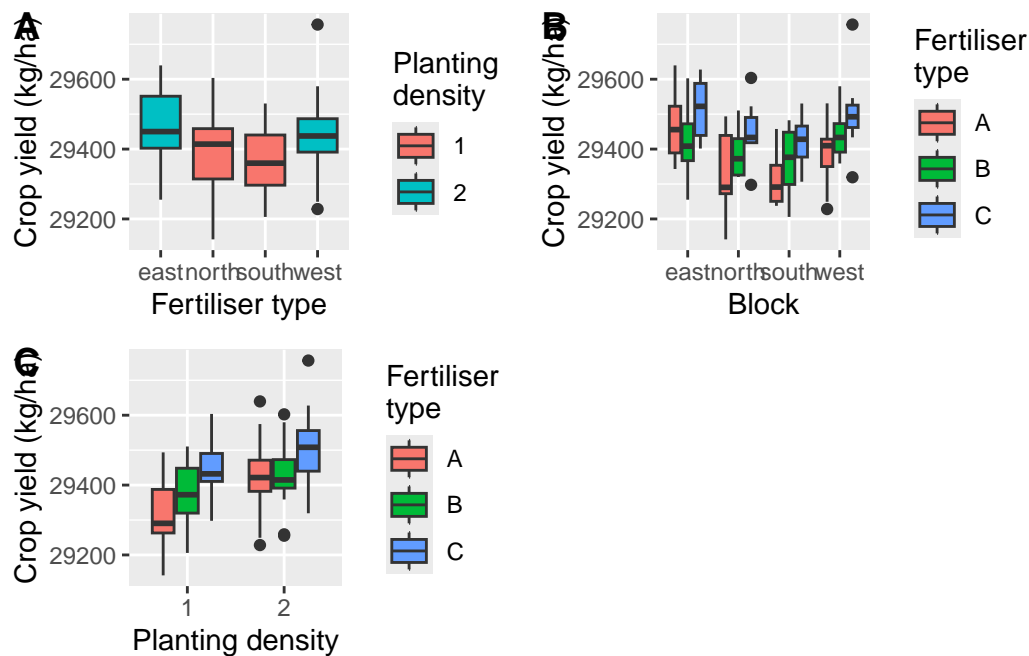 A
Crop yield (kg/ha)
29600
29400
29200
east north south west
Fertiliser type
Planting
density
1
2
B
Crop yield (kg/ha)
29600
29400
29200
east north south west
Block
Fertiliser
type
A
B
C
C
Crop yield (kg/ha)
29600
29400
29200
1 2
Planting density
Fertiliser
type
A
B
C